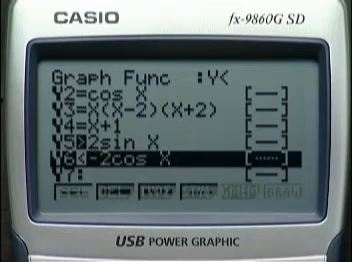 CASIO fx-9860G SD
Graph Func :Y<
Y2=cos X [—]
Y3=X(X-2)(X+2) [—]
Y4=X+1 [—]
Y5>2sin X [—]
Y6<-2cos X [......]
Y7: [—]
DRAW
USB POWER GRAPHIC